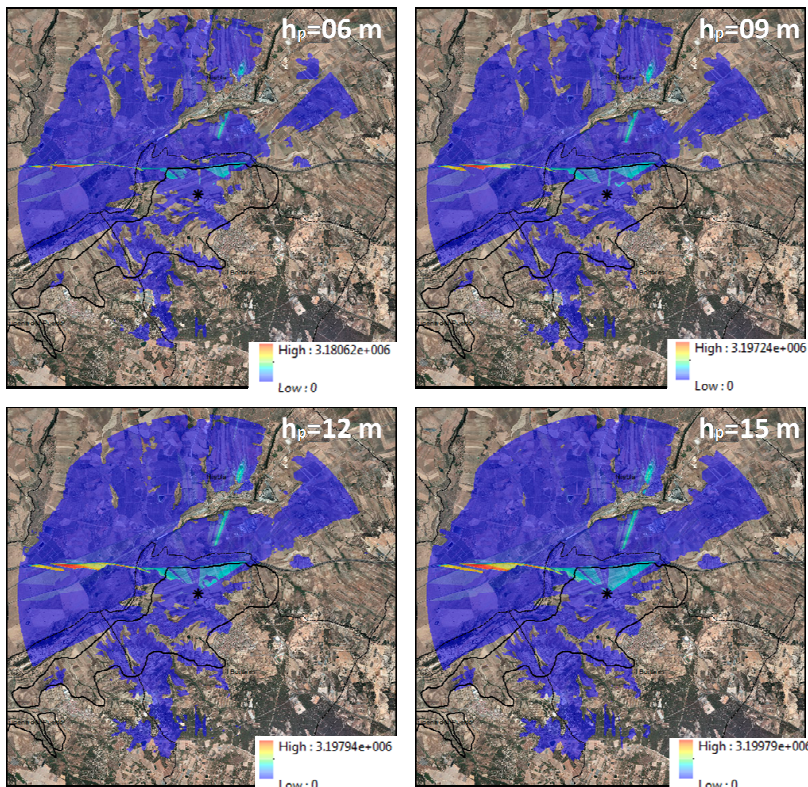 hp=06 m
High : 3.18062e+006
Low : 0
hp=09 m
High : 3.19724e+006
Low : 0
hp=12 m
High : 3.19794e+006
Low : 0
hp=15 m
High : 3.19979e+006
Low : 0